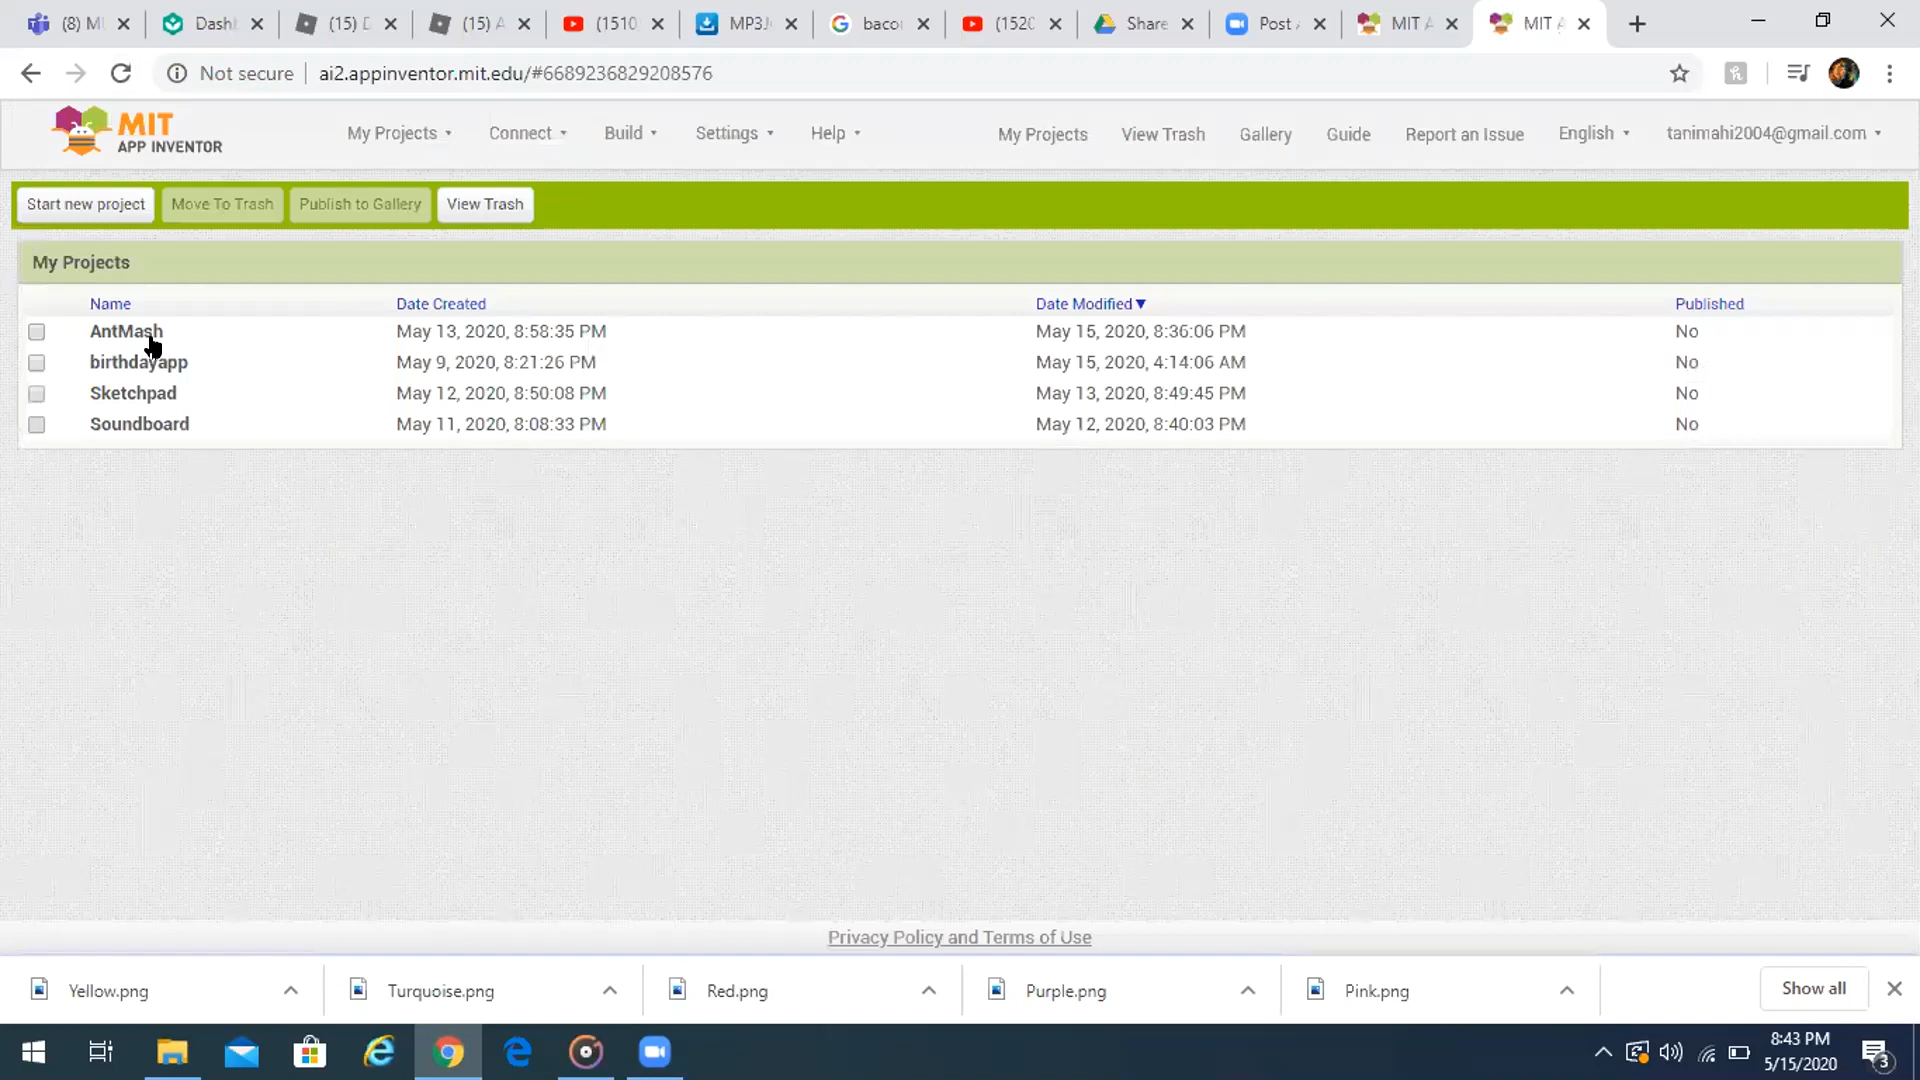 (8) M Dash (15) (15) A (1510 MP3J baco (152 Share Post MIT A MIT
Not secure ai2.appinventor.mit.edu/#6689236829208576
MIT APP INVENTOR My Projects Connect Build Settings Help My Projects View Trash Gallery Guide Report an Issue English tanimahi2004@gmail.com
Start new project Move To Trash Publish to Gallery View Trash
My Projects
Name Date Created Date Modified▼ Published
AntMash May 13, 2020, 8:58:35 PM May 15, 2020, 8:36:06 PM No
birthdayapp May 9, 2020, 8:21:26 PM May 15, 2020, 4:14:06 AM No
Sketchpad May 12, 2020, 8:50:08 PM May 13, 2020, 8:49:45 PM No
Soundboard May 11, 2020, 8:08:33 PM May 12, 2020, 8:40:03 PM No
Privacy Policy and Terms of Use
Yellow.png Turquoise.png Red.png Purple.png Pink.png Show all
8:43 PM
5/15/2020 3